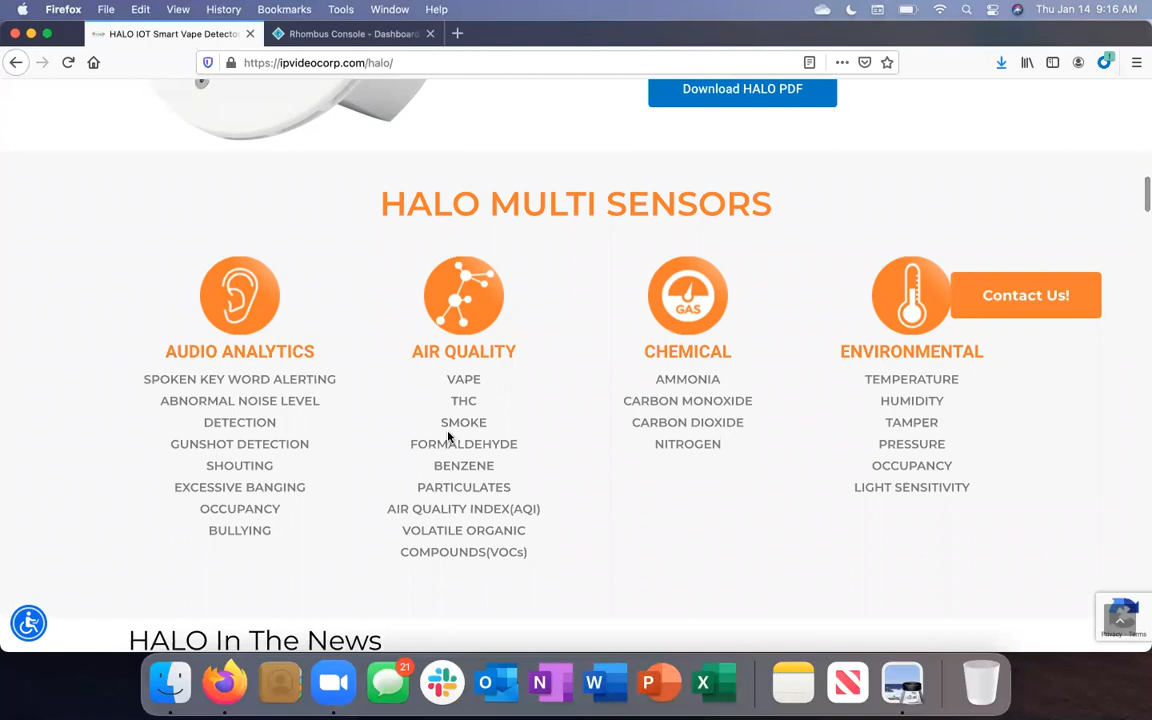 Firefox File Edit View History Bookmarks Tools Window Help Thu Jan 14 9:16 AM
HALO IOT Smart Vape Detector Rhombus Console - Dashboard
https://ipvideocorp.com/halo/
Download HALO PDF
HALO MULTI SENSORS
GAS
Contact Us!
AUDIO ANALYTICS
SPOKEN KEY WORD ALERTING
ABNORMAL NOISE LEVEL
DETECTION
GUNSHOT DETECTION
SHOUTING
EXCESSIVE BANGING
OCCUPANCY
BULLYING
AIR QUALITY
VAPE
THC
SMOKE
FORMALDEHYDE
BENZENE
PARTICULATES
AIR QUALITY INDEX(AQI)
VOLATILE ORGANIC
COMPOUNDS(VOCs)
CHEMICAL
AMMONIA
CARBON MONOXIDE
CARBON DIOXIDE
NITROGEN
ENVIRONMENTAL
TEMPERATURE
HUMIDITY
TAMPER
PRESSURE
OCCUPANCY
LIGHT SENSITIVITY
Privacy - Terms
HALO In The News
21
O N W P X N